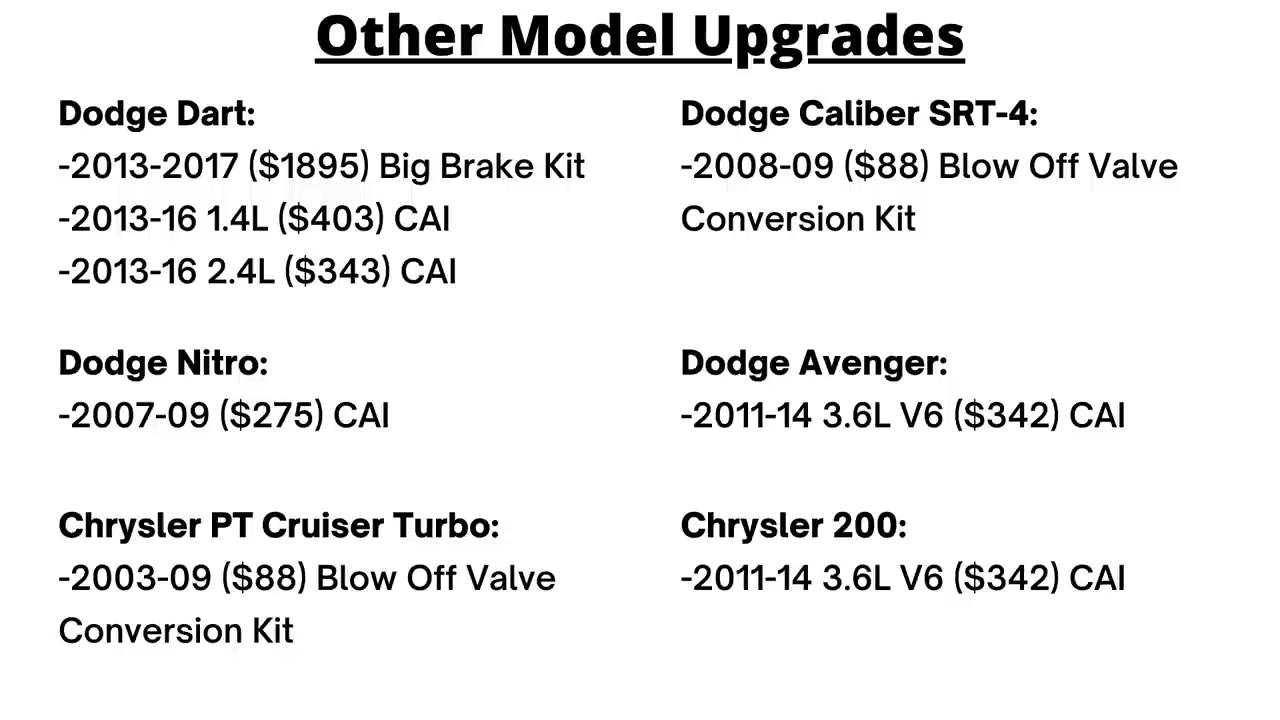 Other Model Upgrades
Dodge Dart:
-2013-2017 ($1895) Big Brake Kit
-2013-16 1.4L ($403) CAI
-2013-16 2.4L ($343) CAI
Dodge Caliber SRT-4:
-2008-09 ($88) Blow Off Valve
Conversion Kit
Dodge Nitro:
-2007-09 ($275) CAI
Dodge Avenger:
-2011-14 3.6L V6 ($342) CAI
Chrysler PT Cruiser Turbo:
-2003-09 ($88) Blow Off Valve
Conversion Kit
Chrysler 200:
-2011-14 3.6L V6 ($342) CAI